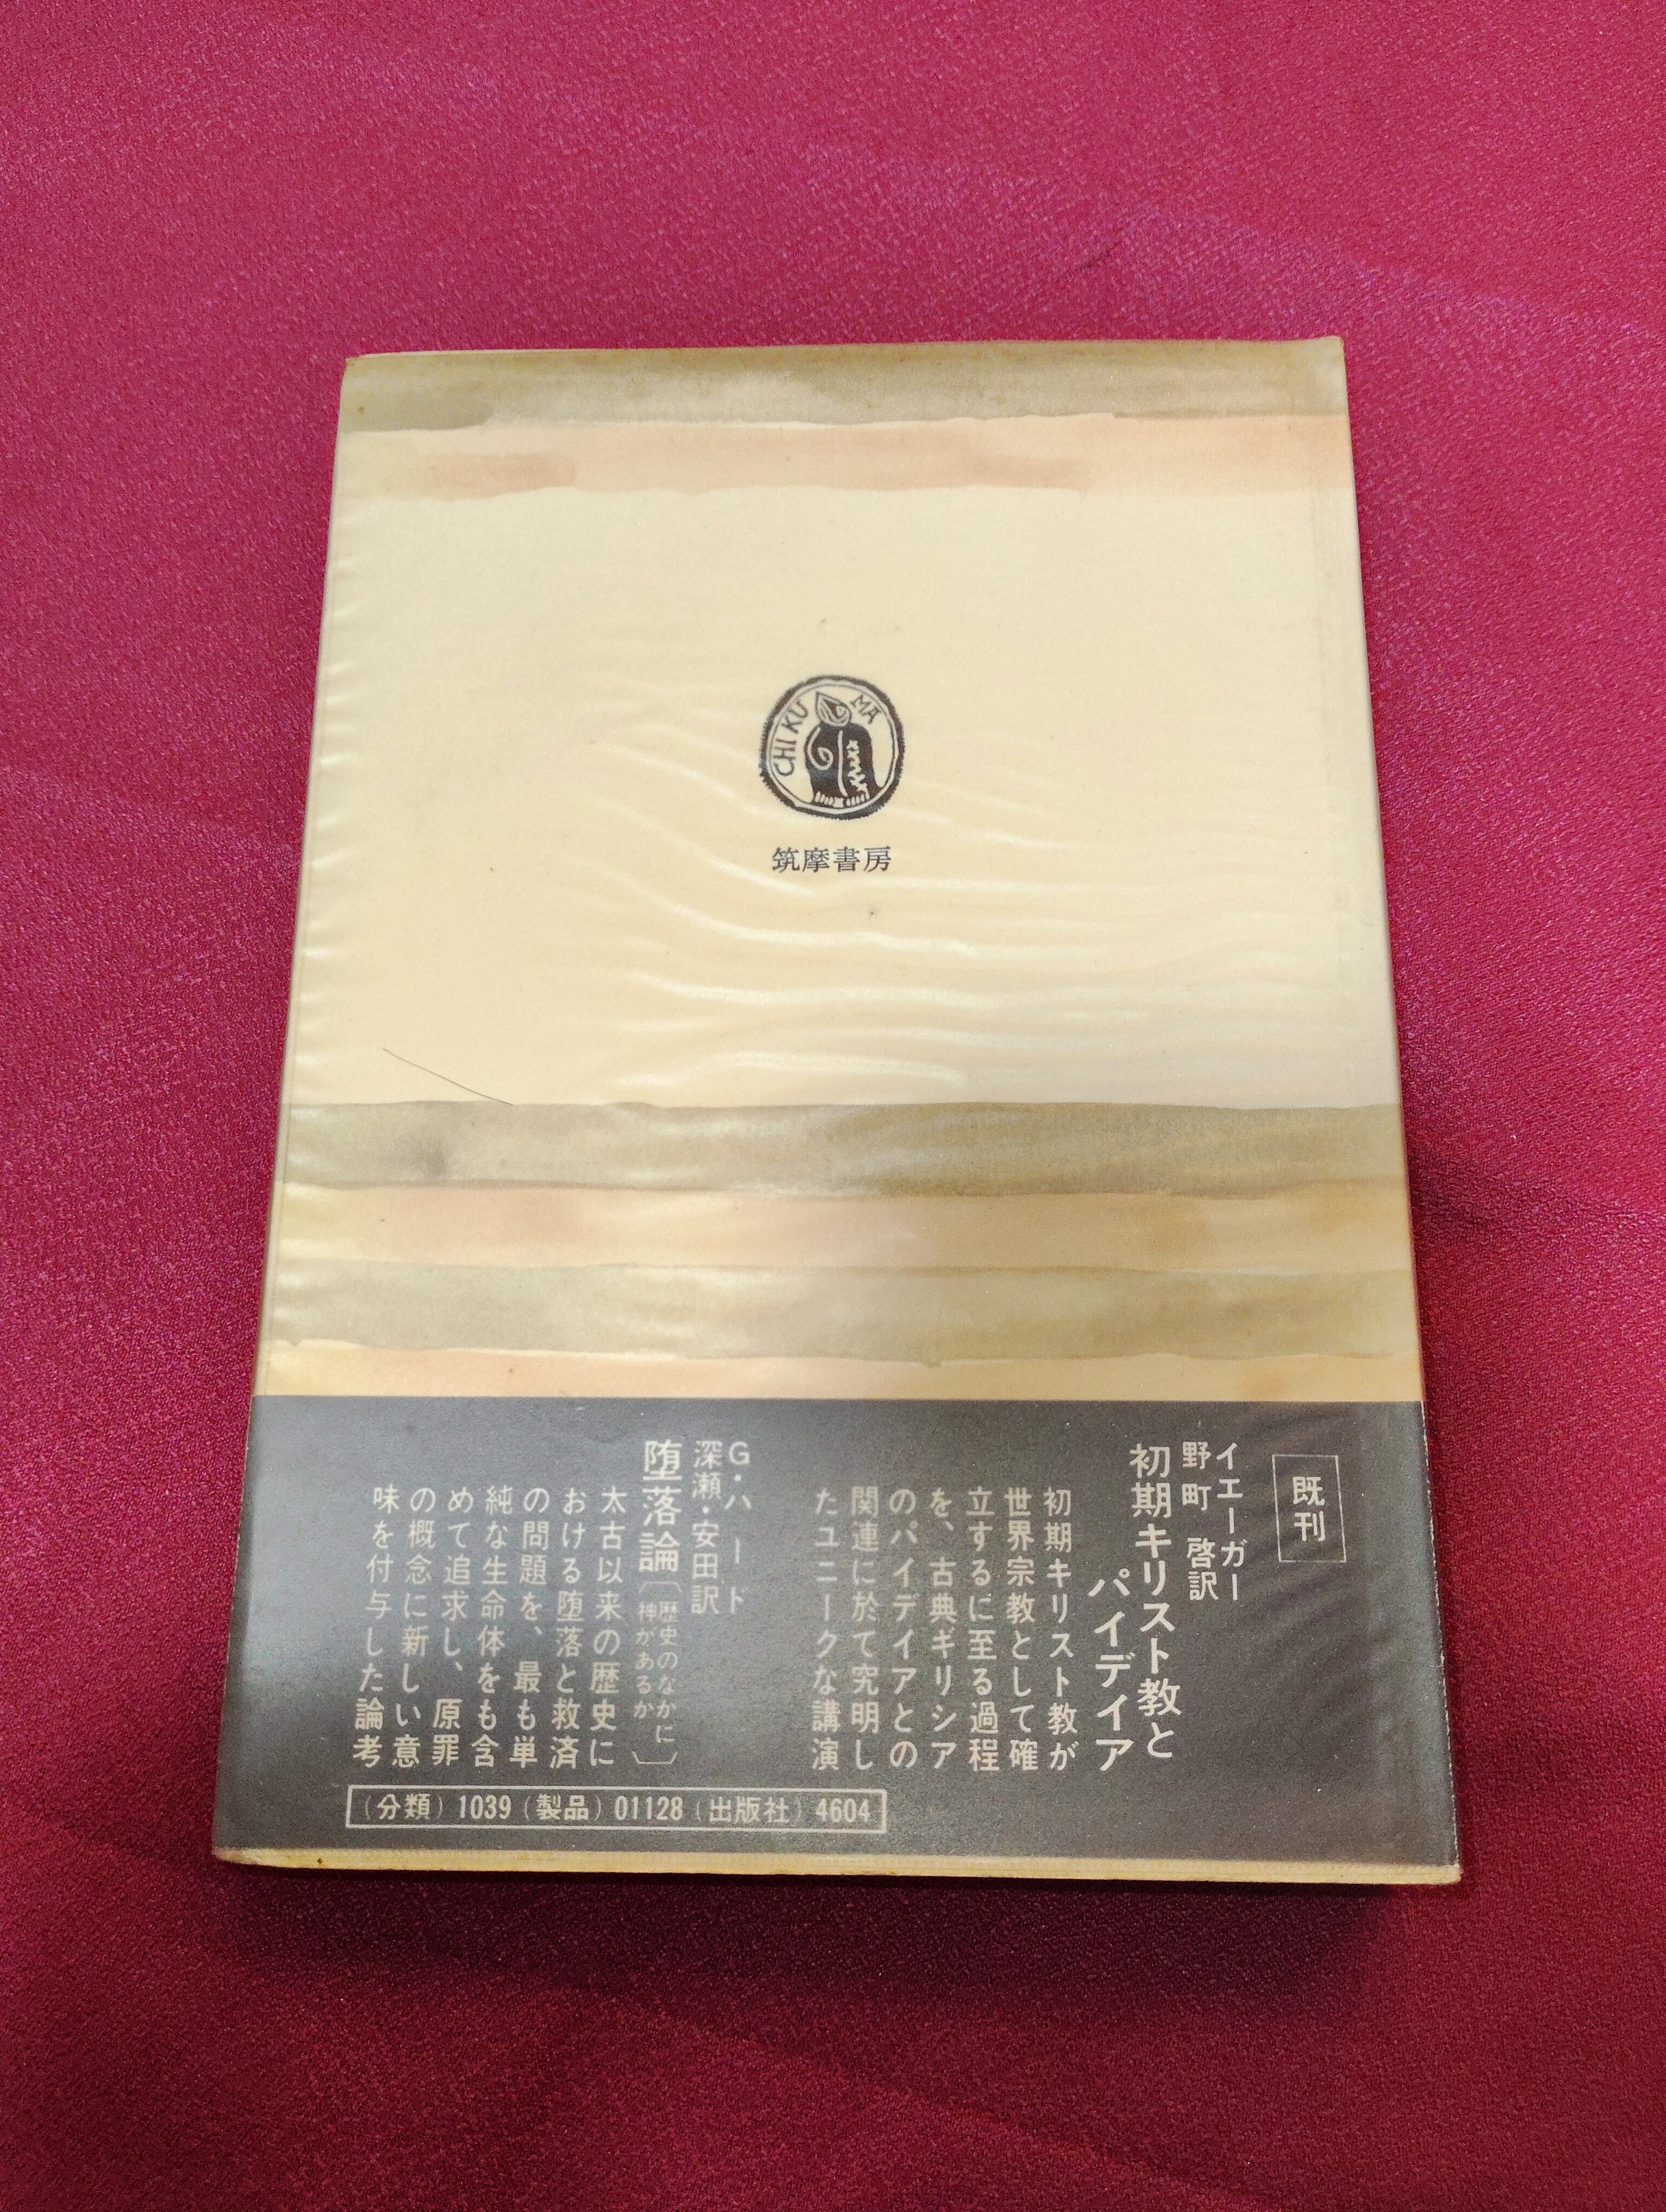 CHIKUMA
筑摩書房
既刊
イエーガー
野町 啓訳
初期キリスト教と
パイデイア
初期キリスト教が
世界宗教として確
立するに至る過程
を、古典ギリシア
のパイデイアとの
関連に於て究明し
たユニークな講演
G・ハート
深瀬・安田訳
堕落論〔歴史のなかに
神があるか〕
太古以来の歴史に
おける堕落と救済
の問題を、最も単
純な生命体をも含
めて追求し、原罪
の概念に新しい意
味を付与した論考
(分類) 1039 (製品) 01128 (出版社) 4604